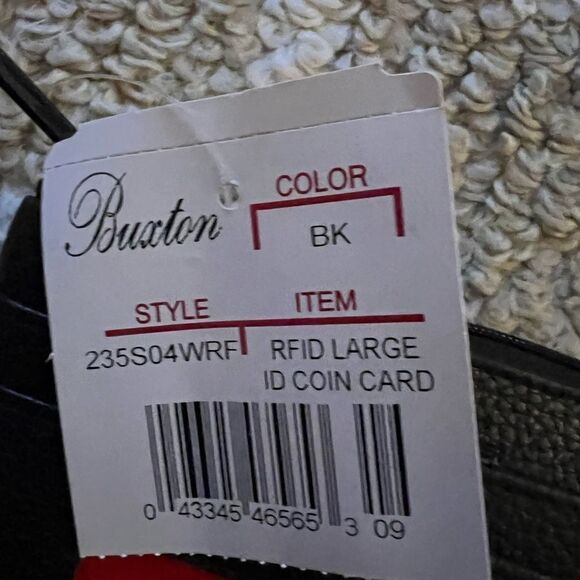 Buxton
COLOR
BK
STYLE
ITEM
235S04WRF
RFID LARGE
ID COIN CARD
0 43345 46565 3 09